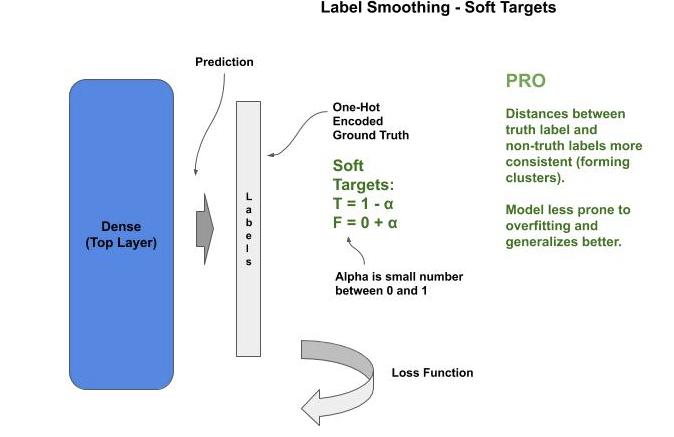 Label Smoothing - Soft Targets
Prediction
Dense
(Top Layer)
Labels
One-Hot
Encoded
Ground Truth
Soft
Targets:
T = 1 - α
F = 0 + α
Alpha is small number
between 0 and 1
Loss Function
PRO
Distances between
truth label and
non-truth labels more
consistent (forming
clusters).
Model less prone to
overfitting and
generalizes better.